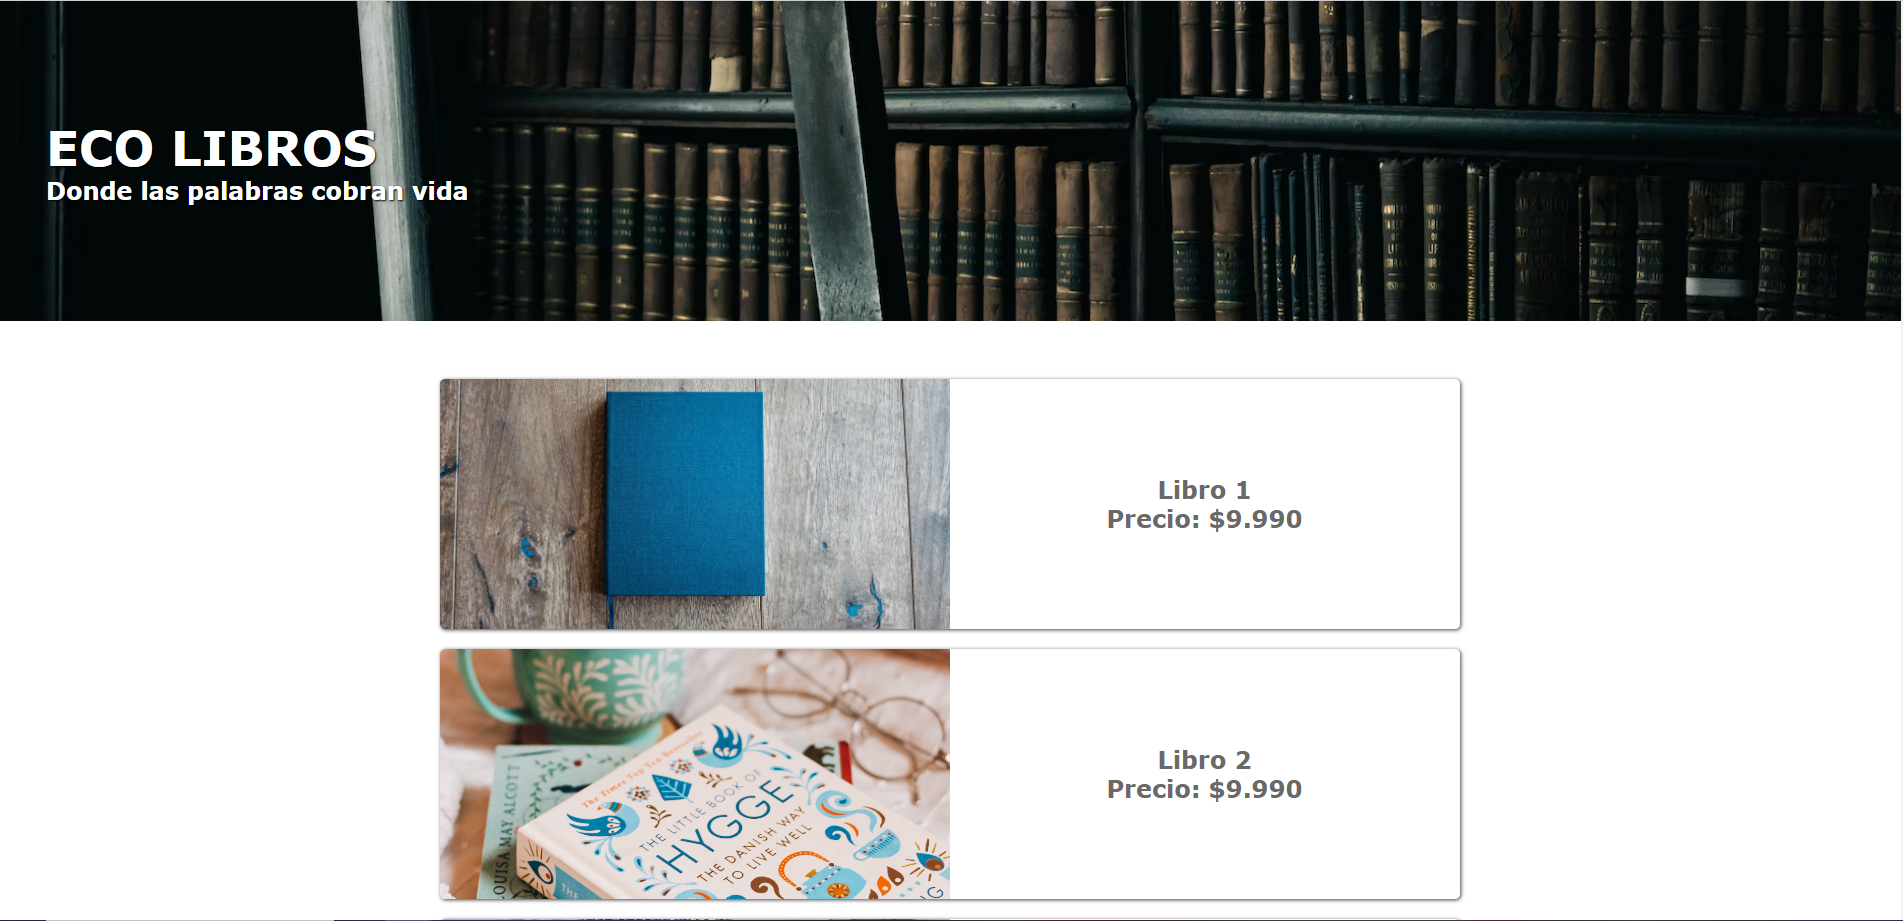 ECO LIBROS
Donde las palabras cobran vida
Libro 1
Precio: $9.990
The Times Top Ten Bestseller
THE LITTLE BOOK OF
HYGGE
THE DANISH WAY
TO LIVE WELL
LOUISA MAY ALCOTT
THE
Libro 2
Precio: $9.990